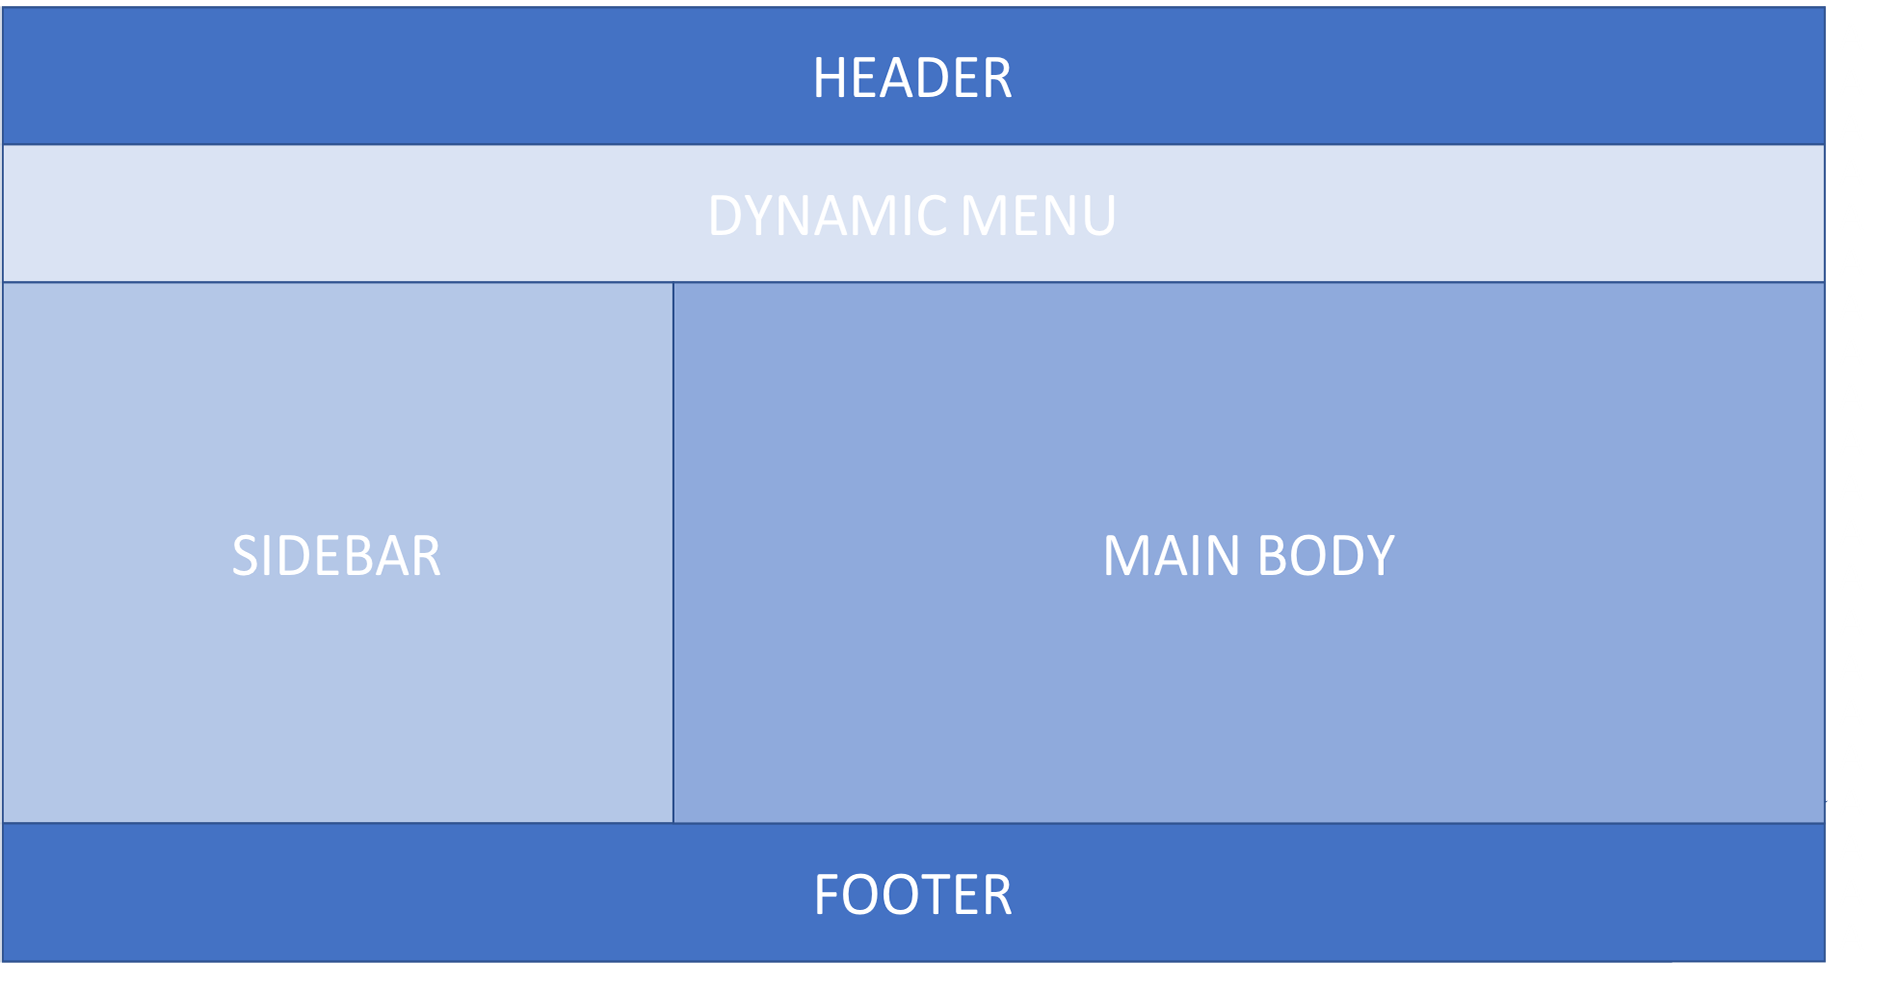 HEADER
DYNAMIC MENU
SIDEBAR
MAIN BODY
FOOTER